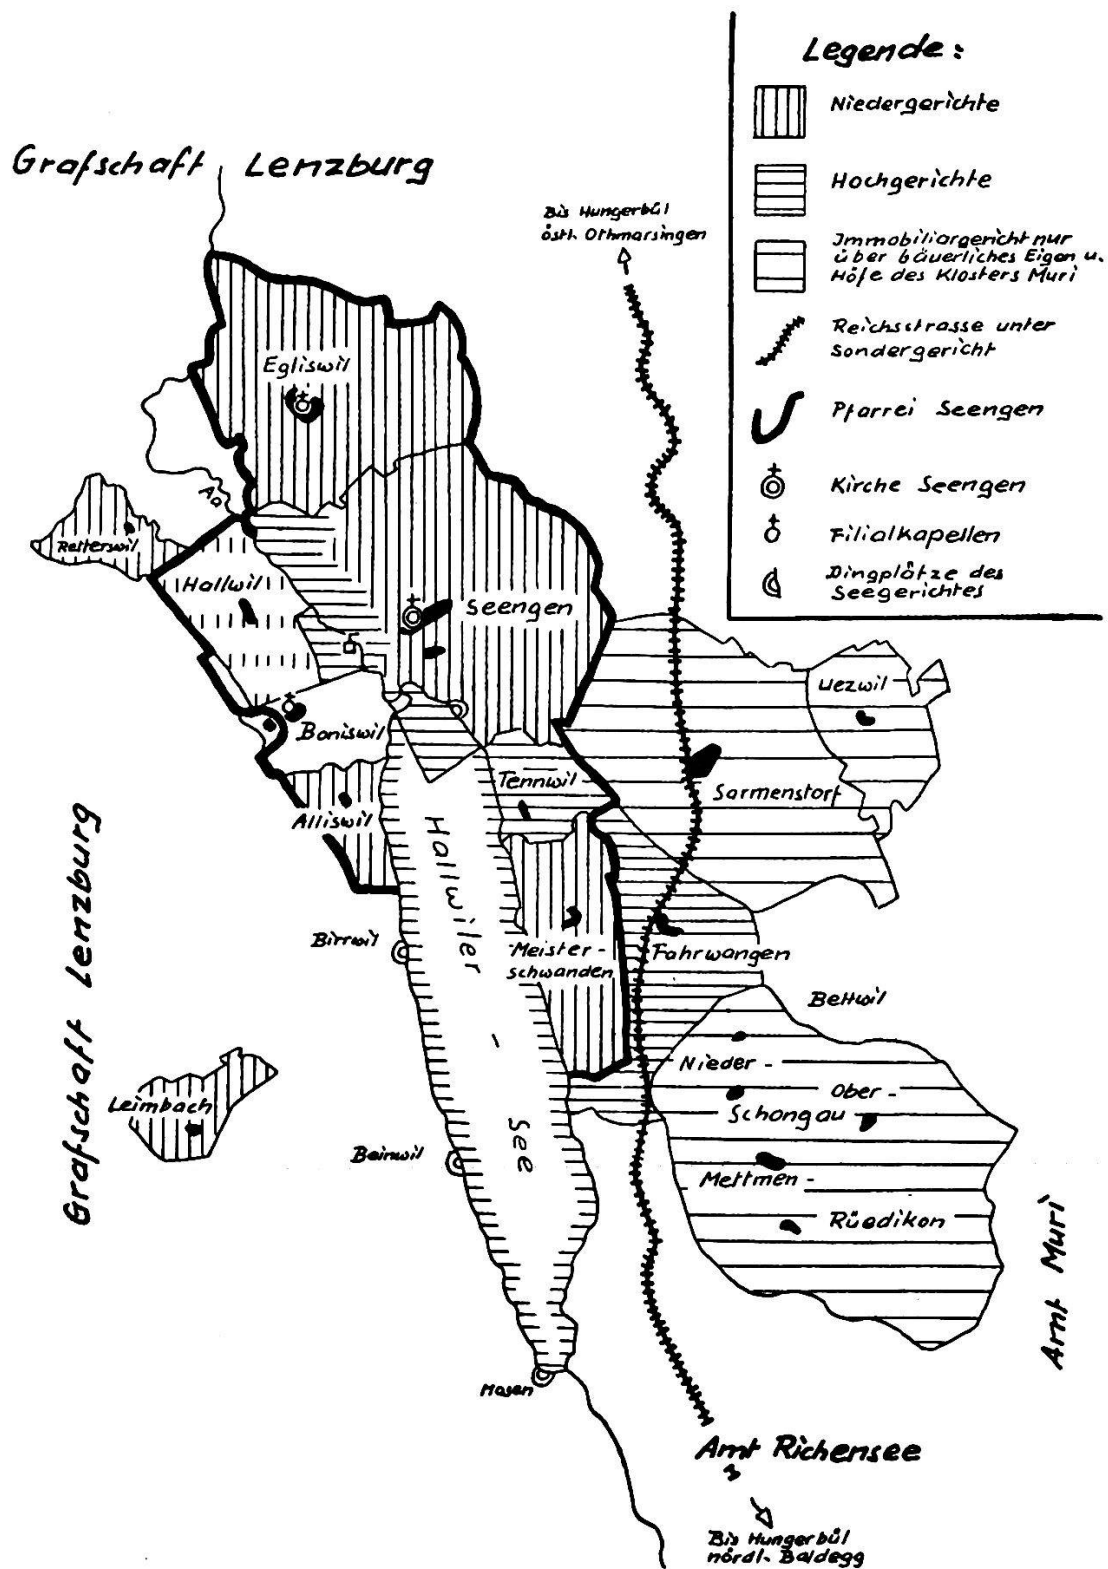 Legende:
Niedergerichte
Hochgerichte
Immobiliargericht nur
über bäuerliches Eigen u.
Höfe des Klosters Muri
Reichsstrasse unter
Sondergericht
Pfarrei Seengen
Kirche Seengen
Filialkapellen
Dingplätze des
Seegerichtes
Grafschaft Lenzburg
Bis Hungerbül
östl. Othmarsingen
Egliswil
Aa
Retterswil
Hallwil
Seengen
Uezwil
Boniswil
Tennwil
Sarmenstorf
Alliswil
Hallwiler-
See
Birrwil
Meister-
schwanden
Fahrwangen
Bettwil
Nieder-
Ober-
Schongau
Leimbach
Beinwil
Mettmen-
Rüedikon
Grafschaft Lenzburg
Amt Muri
Mosen
Amt Richensee
Bis Hungerbül
nördl. Baldegg